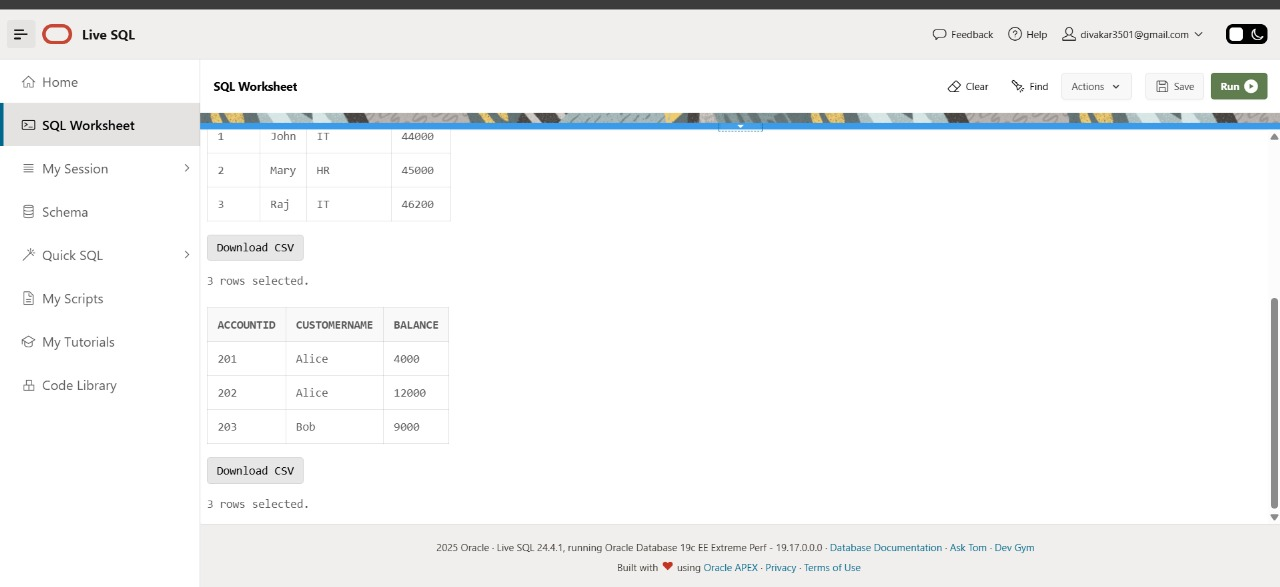 Live SQL
Feedback
Help
divakar3501@gmail.com
Home
SQL Worksheet
My Session
Schema
Quick SQL
My Scripts
My Tutorials
Code Library
SQL Worksheet
Clear
Find
Actions
Save
Run
1 John IT 44000
2 Mary HR 45000
3 Raj IT 46200
Download CSV
3 rows selected.
ACCOUNTID CUSTOMERNAME BALANCE
201 Alice 4000
202 Alice 12000
203 Bob 9000
Download CSV
3 rows selected.
2025 Oracle · Live SQL 24.4.1, running Oracle Database 19c EE Extreme Perf - 19.17.0.0.0 · Database Documentation · Ask Tom · Dev Gym
Built with ❤ using Oracle APEX · Privacy · Terms of Use